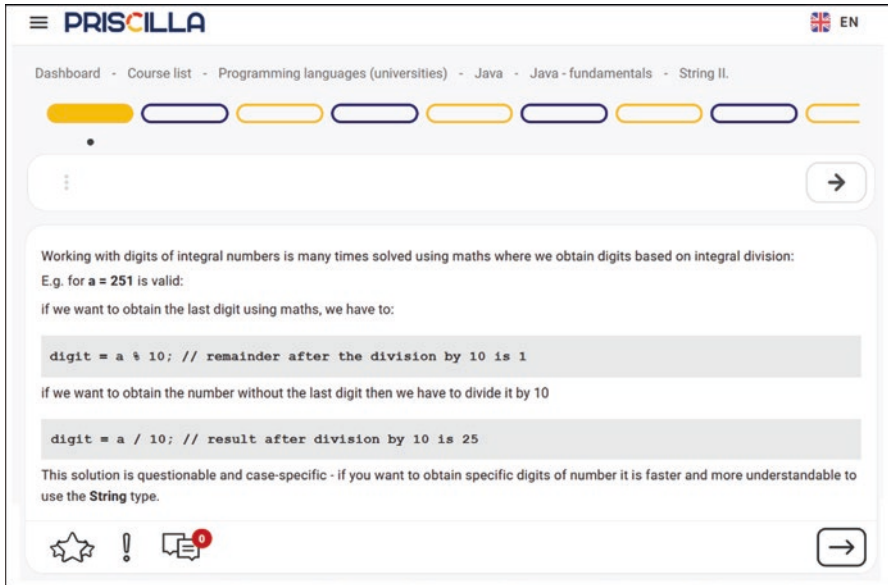 PRISCILLA
EN
Dashboard - Course list - Programming languages (universities) - Java - Java - fundamentals - String II.
Working with digits of integral numbers is many times solved using maths where we obtain digits based on integral division:
E.g. for a = 251 is valid:
if we want to obtain the last digit using maths, we have to:
digit = a % 10; // remainder after the division by 10 is 1
if we want to obtain the number without the last digit then we have to divide it by 10
digit = a / 10; // result after division by 10 is 25
This solution is questionable and case-specific - if you want to obtain specific digits of number it is faster and more understandable to
use the String type.
0